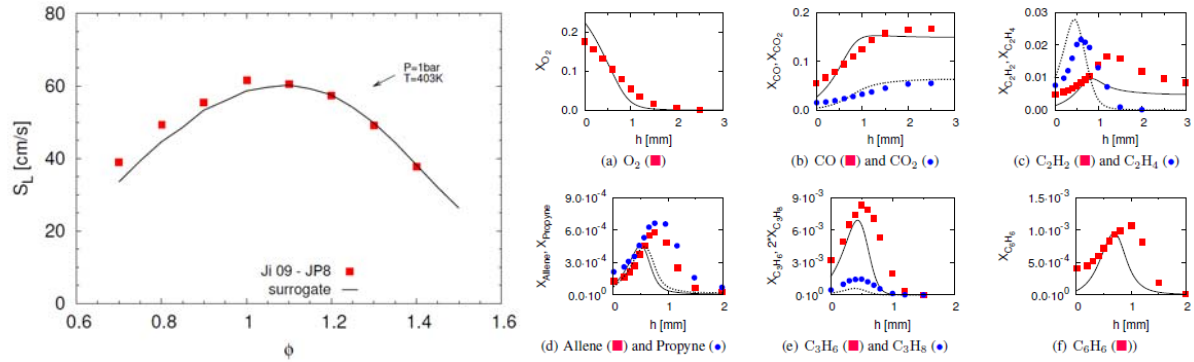 80
60
40
20
0
S_L [cm/s]
P=1bar
T=403K
Ji 09 - JP8
surrogate
0.6 0.8 1 1.2 1.4 1.6
ϕ
0.2
0.1
0.0
X_O₂
0 1 2 3
h [mm]
(a) O₂ (■)
0.20
0.15
0.10
0.05
0.00
X_CO, X_CO₂
0 1 2 3
h [mm]
(b) CO (■) and CO₂ (●)
0.03
0.02
0.01
0.00
X_C₂H₂, X_C₂H₄
0 1 2 3
h [mm]
(c) C₂H₂ (■) and C₂H₄ (●)
9.0·10⁻⁴
6.0·10⁻⁴
3.0·10⁻⁴
0.0·10⁰
X_Allene, X_Propyne
0 1 2
h [mm]
(d) Allene (■) and Propyne (●)
9·10⁻³
6·10⁻³
3·10⁻³
0·10⁰
X_C₃H₆, 2*X_C₃H₈
0 1 2
h [mm]
(e) C₃H₆ (■) and C₃H₈ (●)
1.5·10⁻³
1.0·10⁻³
5.0·10⁻⁴
0.0·10⁰
X_C₆H₆
0 1 2
h [mm]
(f) C₆H₆ (■))